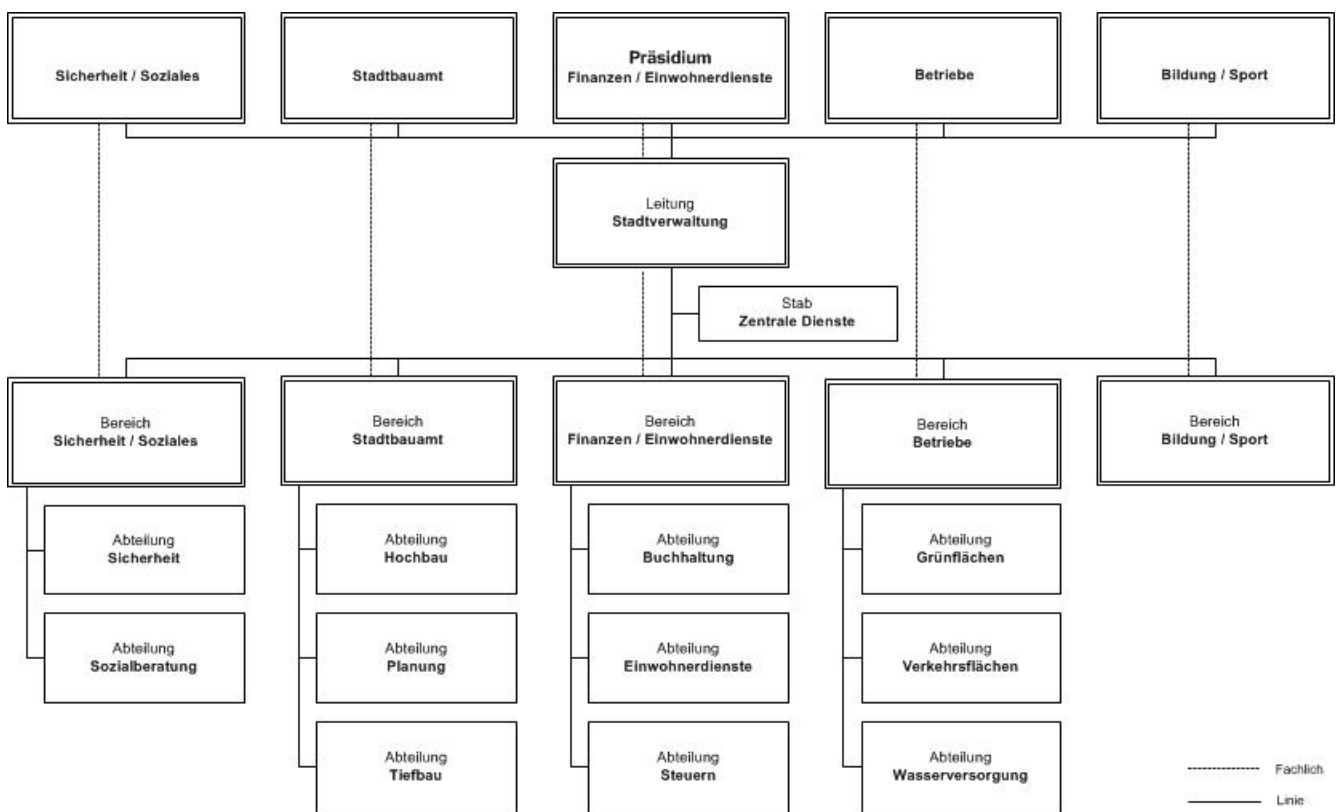 Sicherheit / Soziales
Stadtbauamt
Präsidium
Finanzen / Einwohnerdienste
Betriebe
Bildung / Sport
Leitung
Stadtverwaltung
Stab
Zentrale Dienste
Bereich
Sicherheit / Soziales
Bereich
Stadtbauamt
Bereich
Finanzen / Einwohnerdienste
Bereich
Betriebe
Bereich
Bildung / Sport
Abteilung
Sicherheit
Abteilung
Hochbau
Abteilung
Buchhaltung
Abteilung
Grünflächen
Abteilung
Sozialberatung
Abteilung
Planung
Abteilung
Einwohnerdienste
Abteilung
Verkehrsflächen
Abteilung
Tiefbau
Abteilung
Steuern
Abteilung
Wasserversorgung
Fachlich
Linie